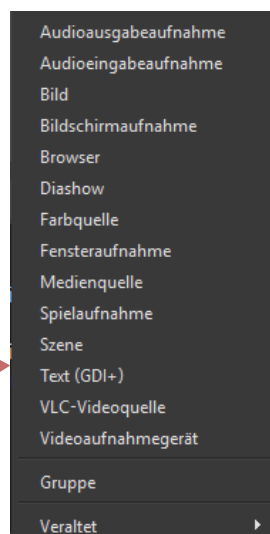 Audioausgabeaufnahme
Audioeingabeaufnahme
Bild
Bildschirmaufnahme
Browser
Diashow
Farbquelle
Fensteraufnahme
Medienquelle
Spielaufnahme
Szene
Text (GDI+)
VLC-Videoquelle
Videoaufnahmegerät
Gruppe
Veraltet